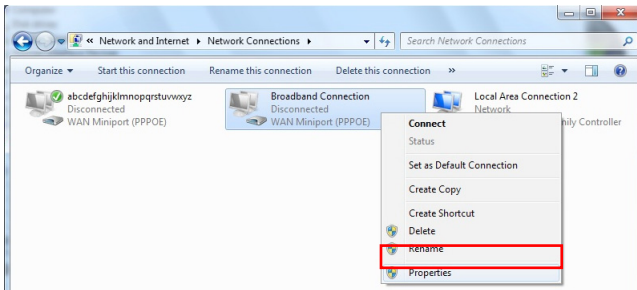 « Network and Internet ▸ Network Connections ▸
Search Network Connections
Organize ▾ Start this connection Rename this connection Delete this connection »
abcdefghijklmnopqrstuvwxyz
Disconnected
WAN Miniport (PPPOE)
Broadband Connection
Disconnected
WAN Miniport (PPPOE)
Local Area Connection 2
Network
Family Controller
Connect
Status
Set as Default Connection
Create Copy
Create Shortcut
Delete
Rename
Properties